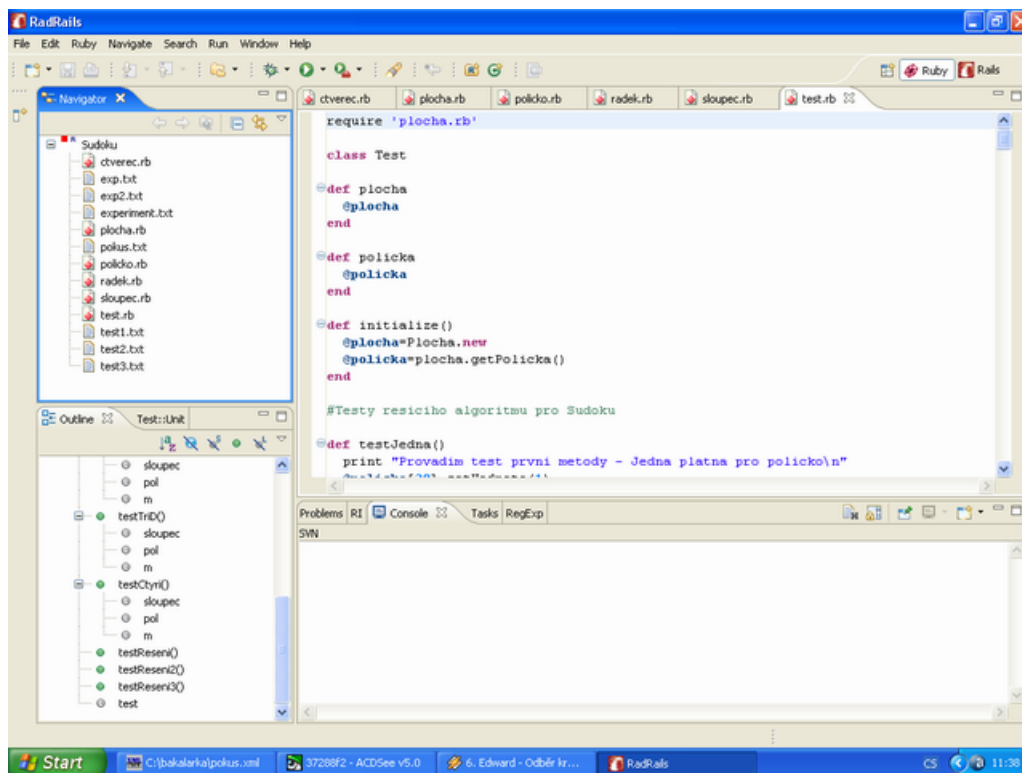 RadRails
File Edit Ruby Navigate Search Run Window Help
Ruby Rails
Navigator
Sudoku
ctverec.rb
exp.txt
exp2.txt
experiment.txt
plocha.rb
pokus.txt
policko.rb
radek.rb
sloupec.rb
test.rb
test1.txt
test2.txt
test3.txt
ctverec.rb plocha.rb policko.rb radek.rb sloupec.rb test.rb
require 'plocha.rb'
class Test
def plocha
@plocha
end
def policka
@policka
end
def initialize()
@plocha=Plocha.new
@policka=plocha.getPolicka()
end
#Testy resiciho algoritmu pro Sudoku
def testJedna()
print "Provadim test prvni metody - Jedna platna pro policko\n"
Outline Test::Unit
sloupec
pol
m
testTriD()
sloupec
pol
m
testCtyri()
sloupec
pol
m
testReseni()
testReseni2()
testReseni3()
test
Problems RI Console Tasks RegExp
SVN
Start C:\bakalarka\pokus.xml 37288f2 - ACDSee v5.0 6. Edward - Odběr kr... RadRails CS 11:38